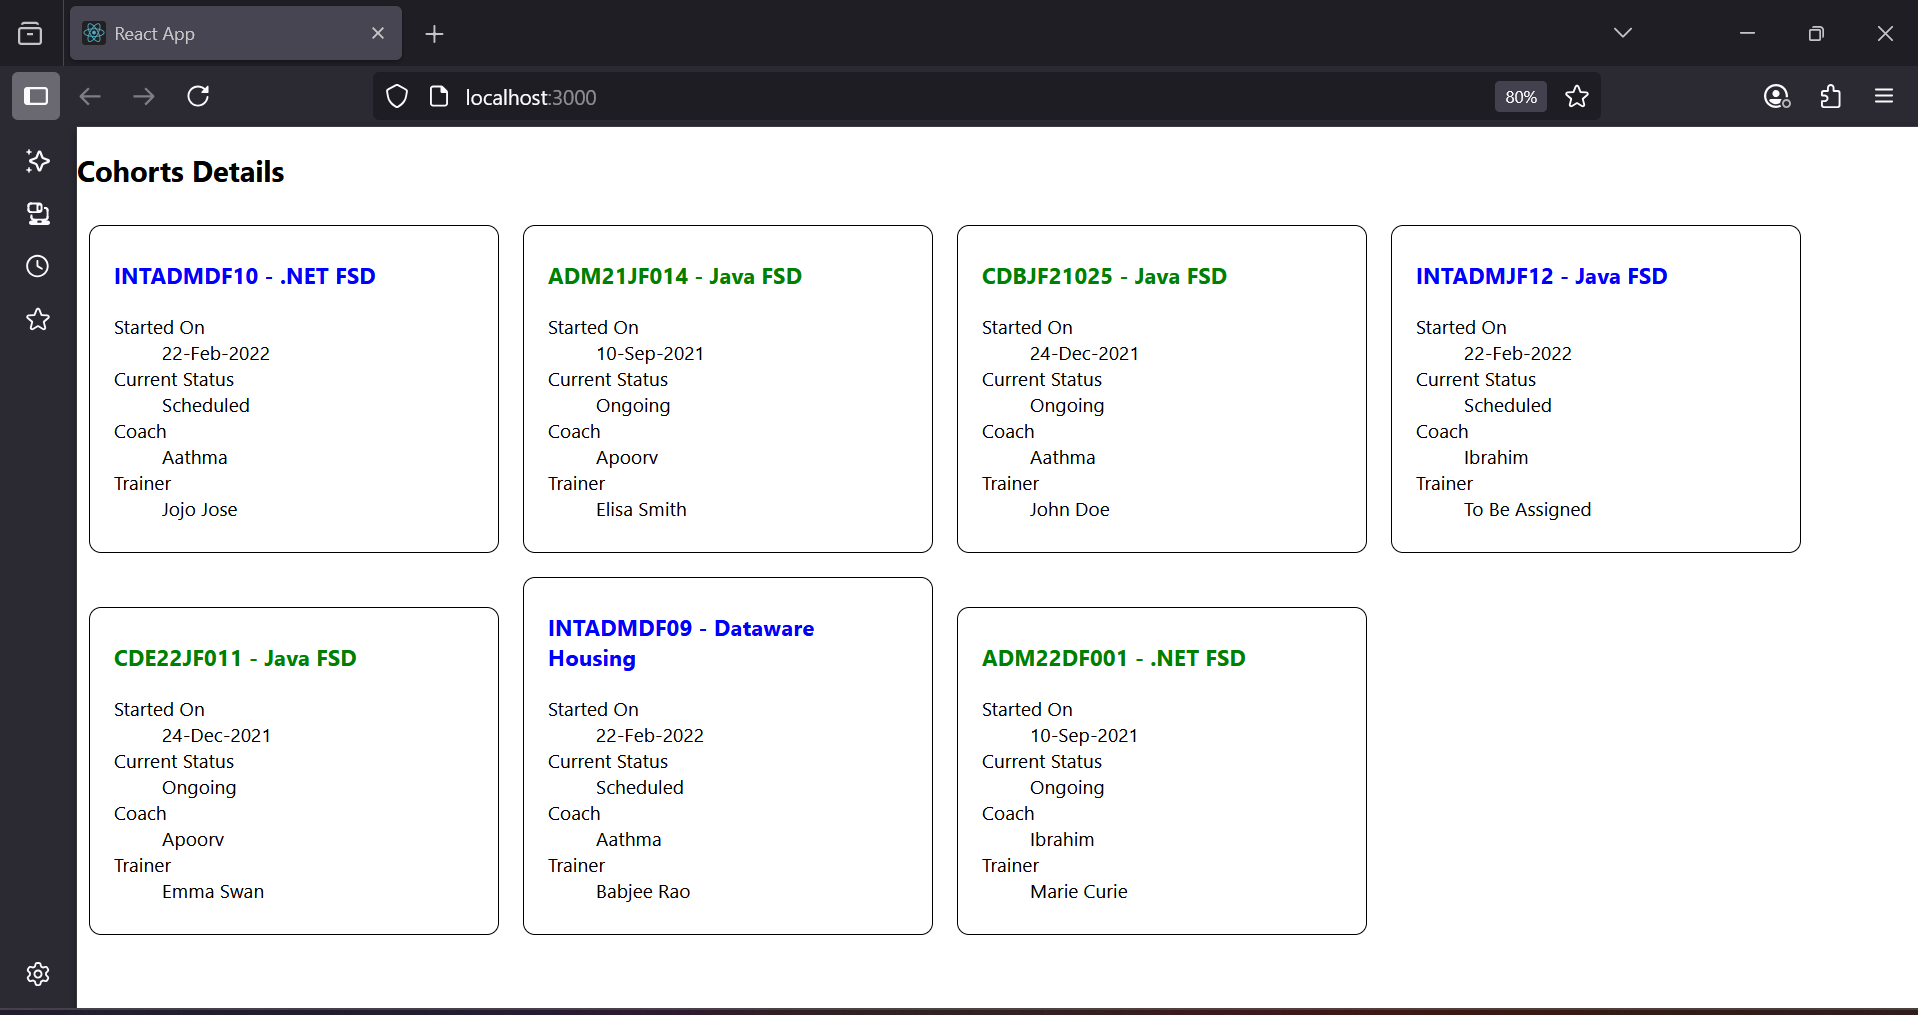 React App
localhost:3000
80%
Cohorts Details
INTADMDF10 - .NET FSD
Started On
22-Feb-2022
Current Status
Scheduled
Coach
Aathma
Trainer
Jojo Jose
ADM21JF014 - Java FSD
Started On
10-Sep-2021
Current Status
Ongoing
Coach
Apoorv
Trainer
Elisa Smith
CDBJF21025 - Java FSD
Started On
24-Dec-2021
Current Status
Ongoing
Coach
Aathma
Trainer
John Doe
INTADMJF12 - Java FSD
Started On
22-Feb-2022
Current Status
Scheduled
Coach
Ibrahim
Trainer
To Be Assigned
CDE22JF011 - Java FSD
Started On
24-Dec-2021
Current Status
Ongoing
Coach
Apoorv
Trainer
Emma Swan
INTADMDF09 - Dataware
Housing
Started On
22-Feb-2022
Current Status
Scheduled
Coach
Aathma
Trainer
Babjee Rao
ADM22DF001 - .NET FSD
Started On
10-Sep-2021
Current Status
Ongoing
Coach
Ibrahim
Trainer
Marie Curie